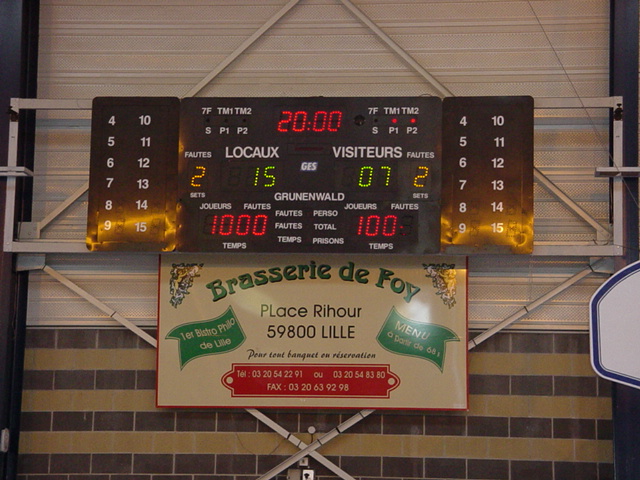 7F TM1 TM2
S P1 P2
20:00
7F TM1 TM2
S P1 P2
4 10
5 11
6 12
7 13
8 14
9 15
FAUTES LOCAUX VISITEURS FAUTES
2 15 GES 07 2
SETS SETS
GRUNENWALD
JOUEURS FAUTES FAUTES PERSO JOUEURS FAUTES
1000 FAUTES TOTAL 100
TEMPS TEMPS PRISONS TEMPS
4 10
5 11
6 12
7 13
8 14
9 15
Brasserie de Foy
PLace Rihour
59800 LILLE
1er Bistro Philo
de Lille
MENU
à partir de 68 F
Pour tout banquet ou réservation
Tél : 03 20 54 22 91 ou 03 20 54 83 80
FAX : 03 20 63 92 98